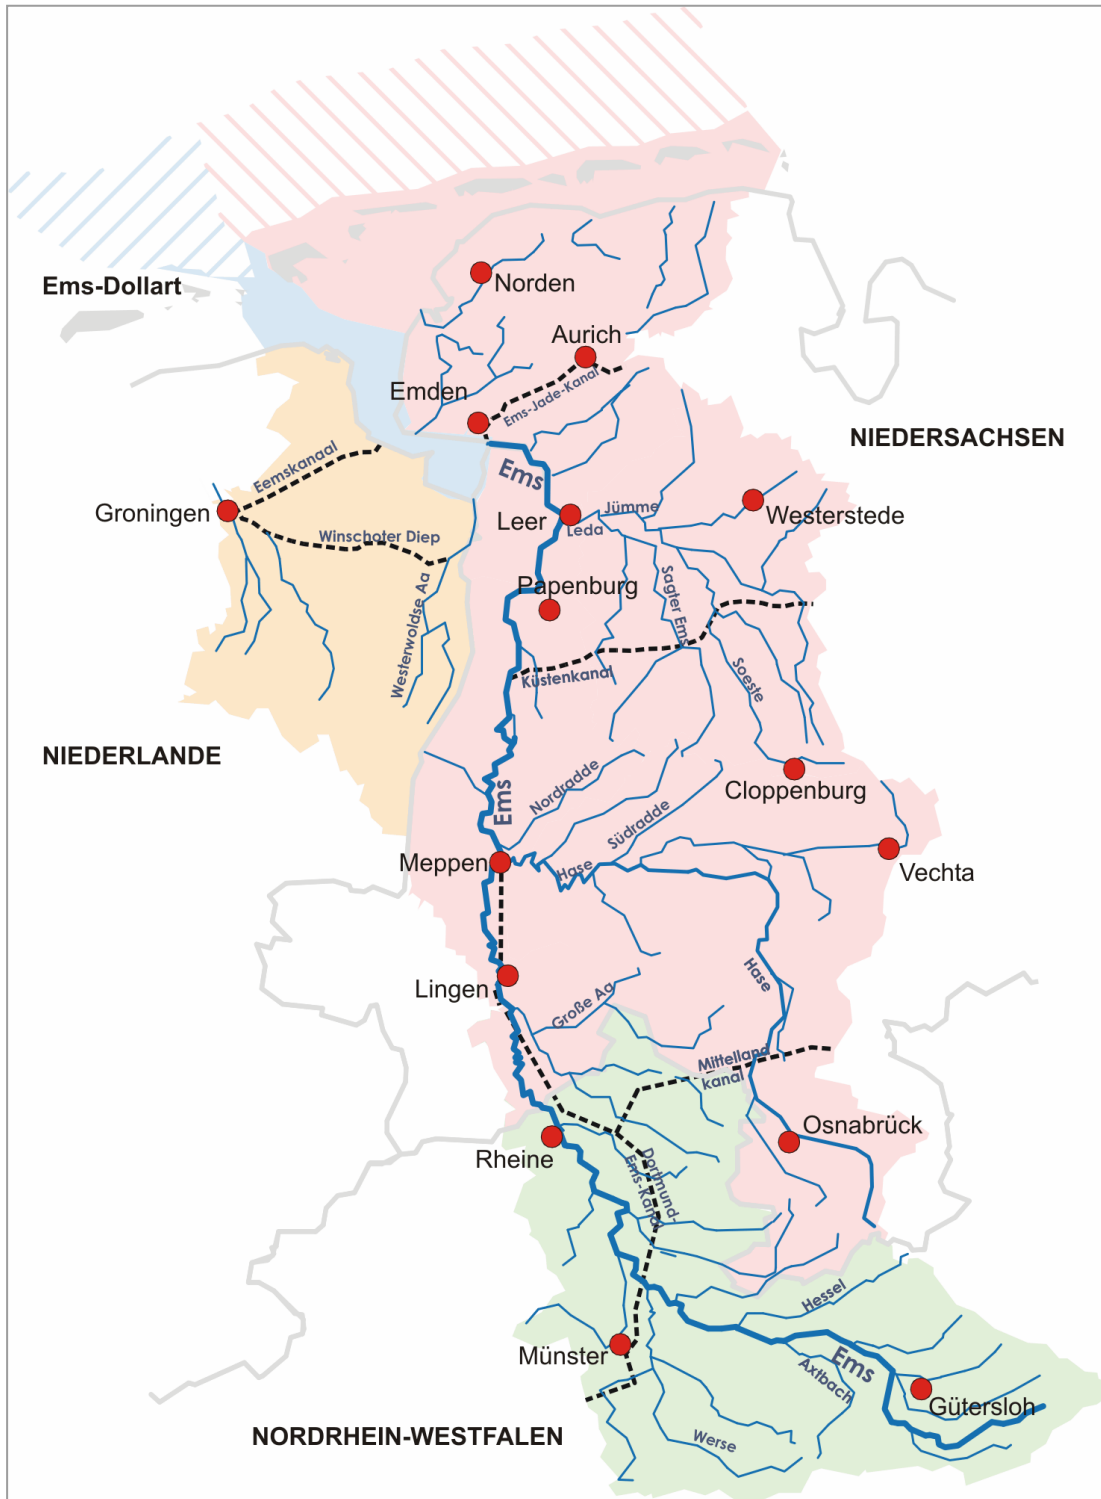 Ems-Dollart
Norden
Aurich
Emden
Ems-Jade-Kanal
NIEDERSACHSEN
Eemskanaal
Ems
Groningen
Winschoter Diep
Leer
Jümme
Leda
Westerstede
Papenburg
Sagter Ems
Westerwoldse Aa
Küstenkanal
Soeste
NIEDERLANDE
Ems
Nordradde
Südradde
Cloppenburg
Meppen
Hase
Vechta
Hase
Lingen
Große Aa
Mittelland
kanal
Osnabrück
Rheine
Dortmund-
Ems-Kanal
Hessel
Münster
Ems
Axtbach
Gütersloh
NORDRHEIN-WESTFALEN
Werse